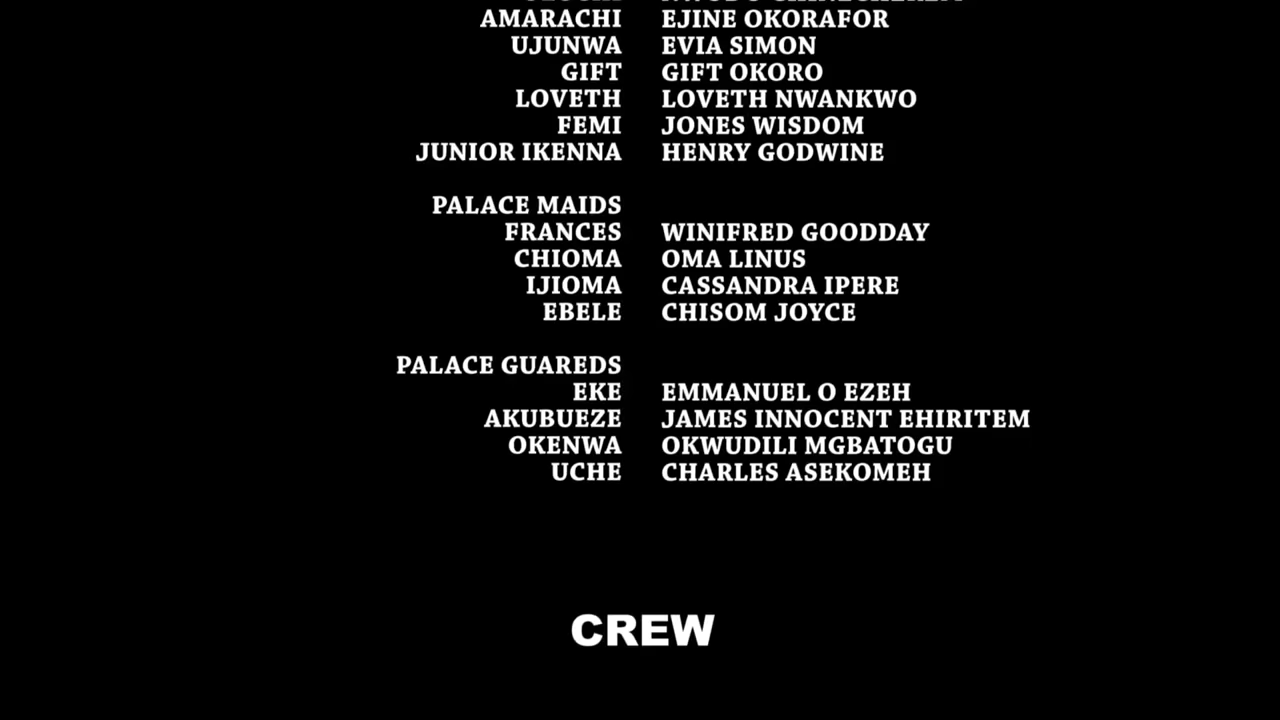 AMARACHI EJINE OKORAFOR
UJUNWA EVIA SIMON
GIFT GIFT OKORO
LOVETH LOVETH NWANKWO
FEMI JONES WISDOM
JUNIOR IKENNA HENRY GODWINE
PALACE MAIDS
FRANCES WINIFRED GOODDAY
CHIOMA OMA LINUS
IJIOMA CASSANDRA IPERE
EBELE CHISOM JOYCE
PALACE GUAREDS
EKE EMMANUEL O EZEH
AKUBUEZE JAMES INNOCENT EHIRITEM
OKENWA OKWUDILI MGBATOGU
UCHE CHARLES ASEKOMEH
CREW